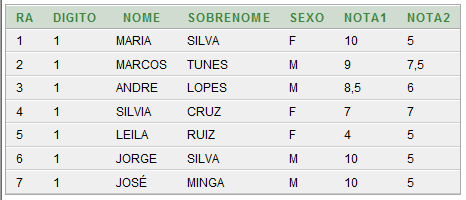 RA DIGITO NOME SOBRENOME SEXO NOTA1 NOTA2
1 1 MARIA SILVA F 10 5
2 1 MARCOS TUNES M 9 7,5
3 1 ANDRE LOPES M 8,5 6
4 1 SILVIA CRUZ F 7 7
5 1 LEILA RUIZ F 4 5
6 1 JORGE SILVA M 10 5
7 1 JOSÉ MINGA M 10 5